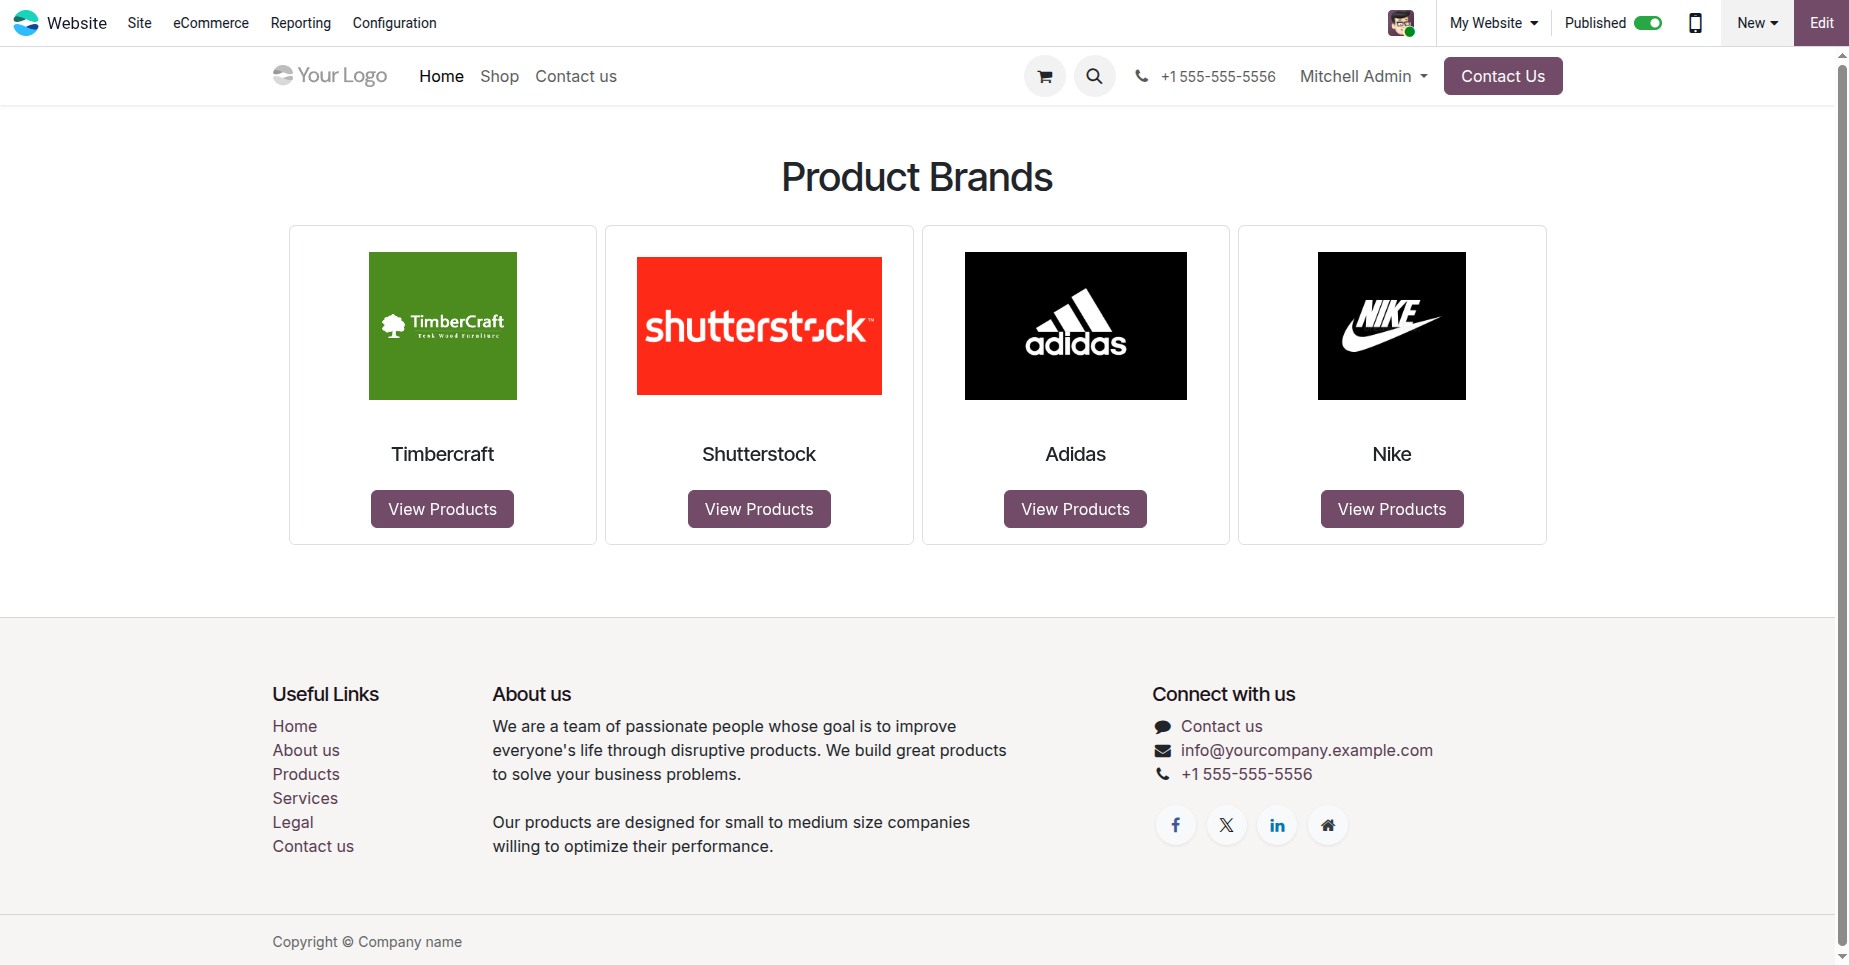 Website Site eCommerce Reporting Configuration My Website Published New Edit
Your Logo Home Shop Contact us +1 555-555-5556 Mitchell Admin Contact Us
Product Brands
TimberCraft
Teak Wood Furniture
shutterstock™
adidas
NIKE
Timbercraft Shutterstock Adidas Nike
View Products View Products View Products View Products
Useful Links
Home
About us
Products
Services
Legal
Contact us
About us
We are a team of passionate people whose goal is to improve
everyone's life through disruptive products. We build great products
to solve your business problems.
Our products are designed for small to medium size companies
willing to optimize their performance.
Connect with us
Contact us
info@yourcompany.example.com
+1 555-555-5556
Copyright © Company name